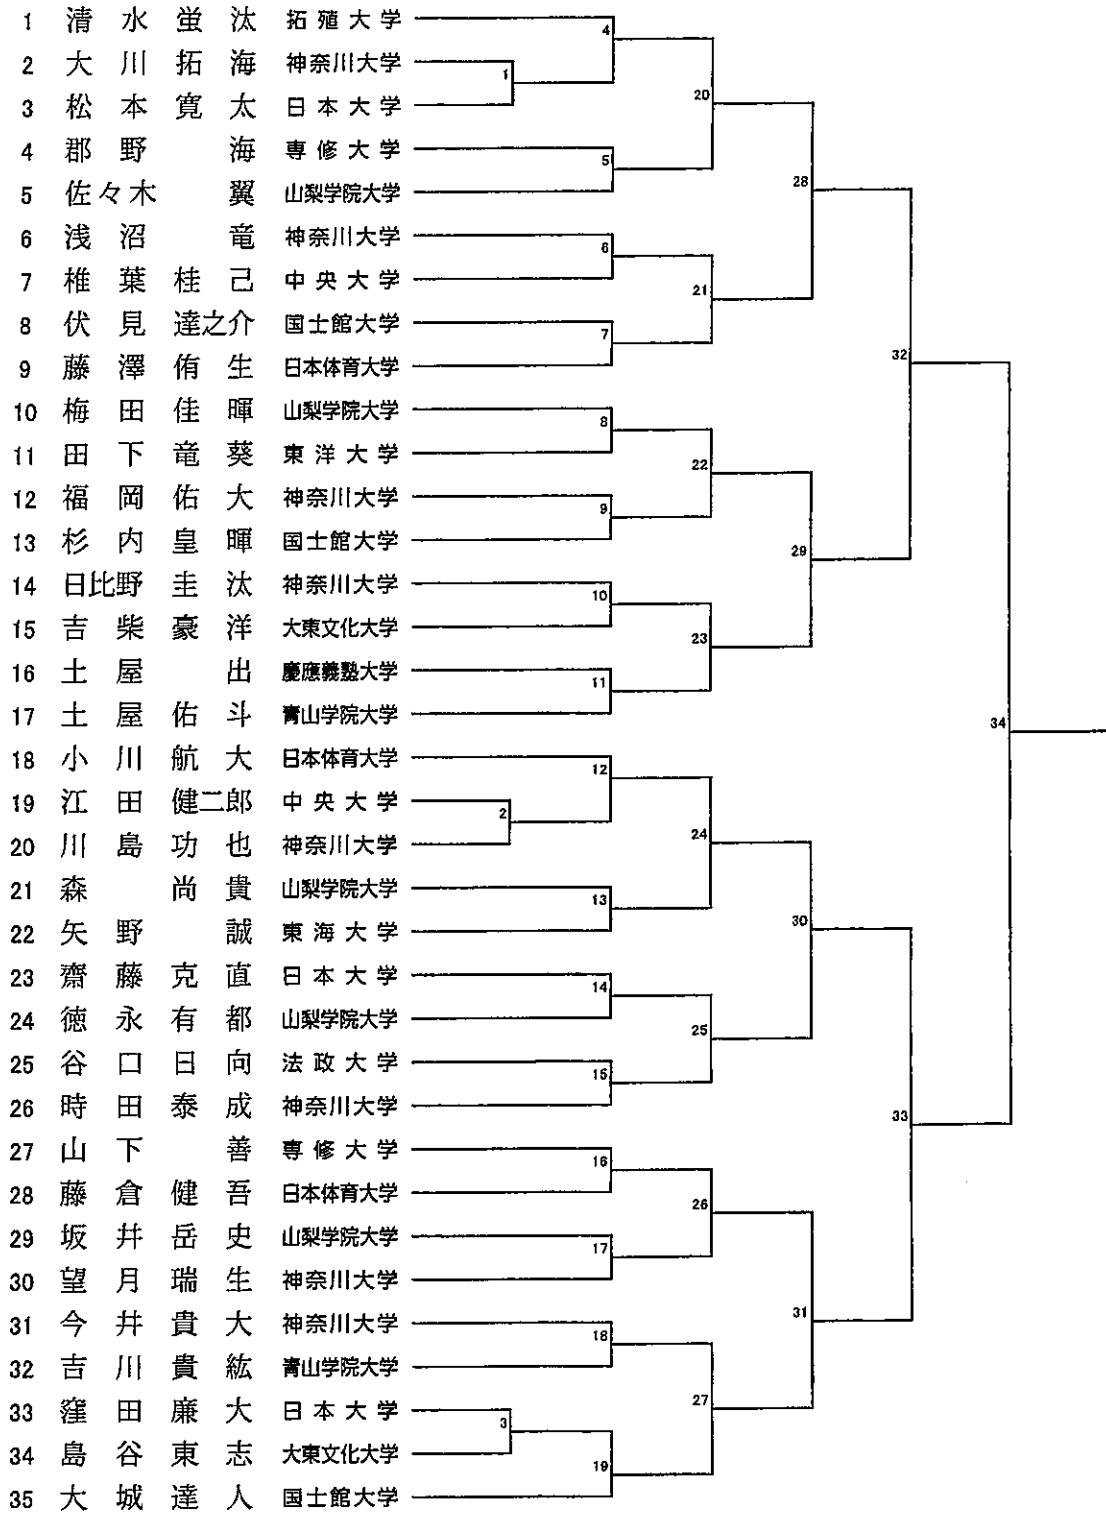 1 清水蛍汰 拓殖大学
2 大川拓海 神奈川大学
3 松本寛太 日本大学
4 郡野海 専修大学
5 佐々木翼 山梨学院大学
6 浅沼竜 神奈川大学
7 椎葉桂己 中央大学
8 伏見達之介 国士館大学
9 藤澤侑生 日本体育大学
10 梅田佳暉 山梨学院大学
11 田下竜葵 東洋大学
12 福岡佑大 神奈川大学
13 杉内皇暉 国士館大学
14 日比野圭汰 神奈川大学
15 吉柴豪洋 大東文化大学
16 土屋出 慶應義塾大学
17 土屋佑斗 青山学院大学
18 小川航大 日本体育大学
19 江田健二郎 中央大学
20 川島功也 神奈川大学
21 森尚貴 山梨学院大学
22 矢野誠 東海大学
23 齋藤克直 日本大学
24 徳永有都 山梨学院大学
25 谷口日向 法政大学
26 時田泰成 神奈川大学
27 山下善 専修大学
28 藤倉健吾 日本体育大学
29 坂井岳史 山梨学院大学
30 望月瑞生 神奈川大学
31 今井貴大 神奈川大学
32 吉川貴紘 青山学院大学
33 窪田廉大 日本大学
34 島谷東志 大東文化大学
35 大城達人 国士館大学
1
2
3
4
5
6
7
8
9
10
11
12
13
14
15
16
17
18
19
20
21
22
23
24
25
26
27
28
29
30
31
32
33
34